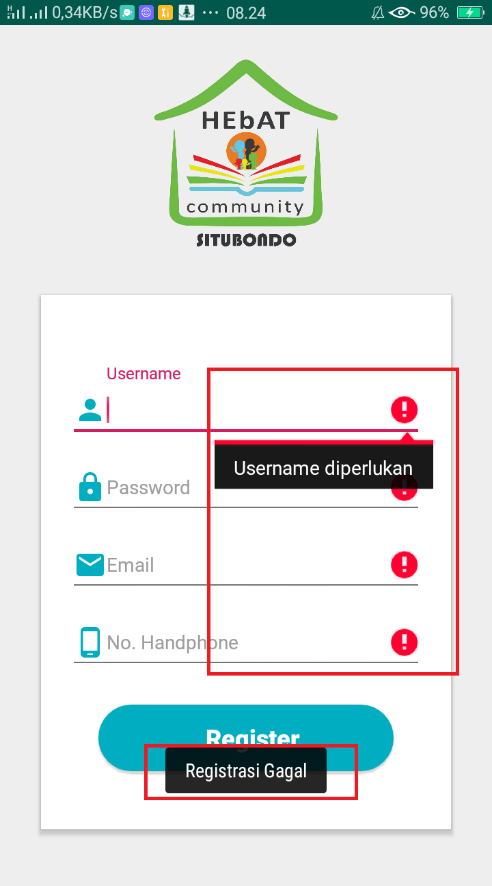 0,34KB/s ... 08.24 96%
HEbAT
community
SITUBONDO
Username
Username diperlukan
Password
Email
No. Handphone
Register
Registrasi Gagal